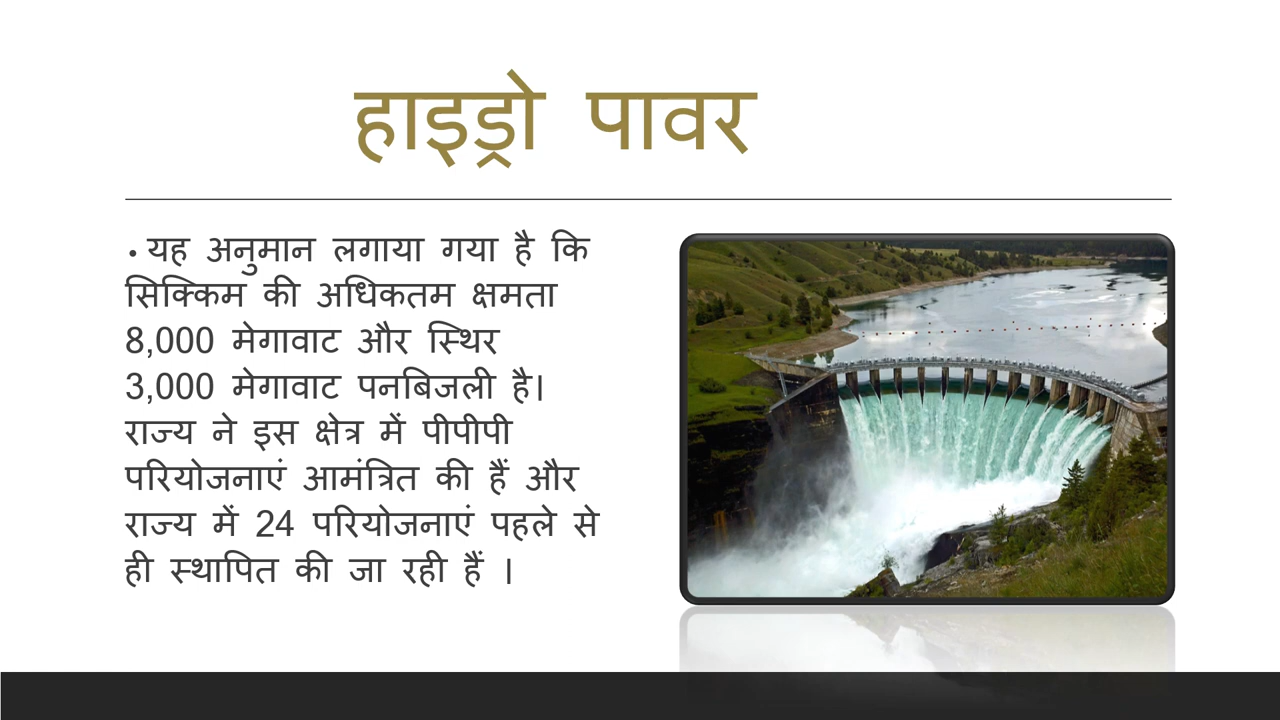 हाइड्रो पावर
• यह अनुमान लगाया गया है कि
सिक्किम की अधिकतम क्षमता
8,000 मेगावाट और स्थिर
3,000 मेगावाट पनबिजली है।
राज्य ने इस क्षेत्र में पीपीपी
परियोजनाएं आमंत्रित की हैं और
राज्य में 24 परियोजनाएं पहले से
ही स्थापित की जा रही हैं ।